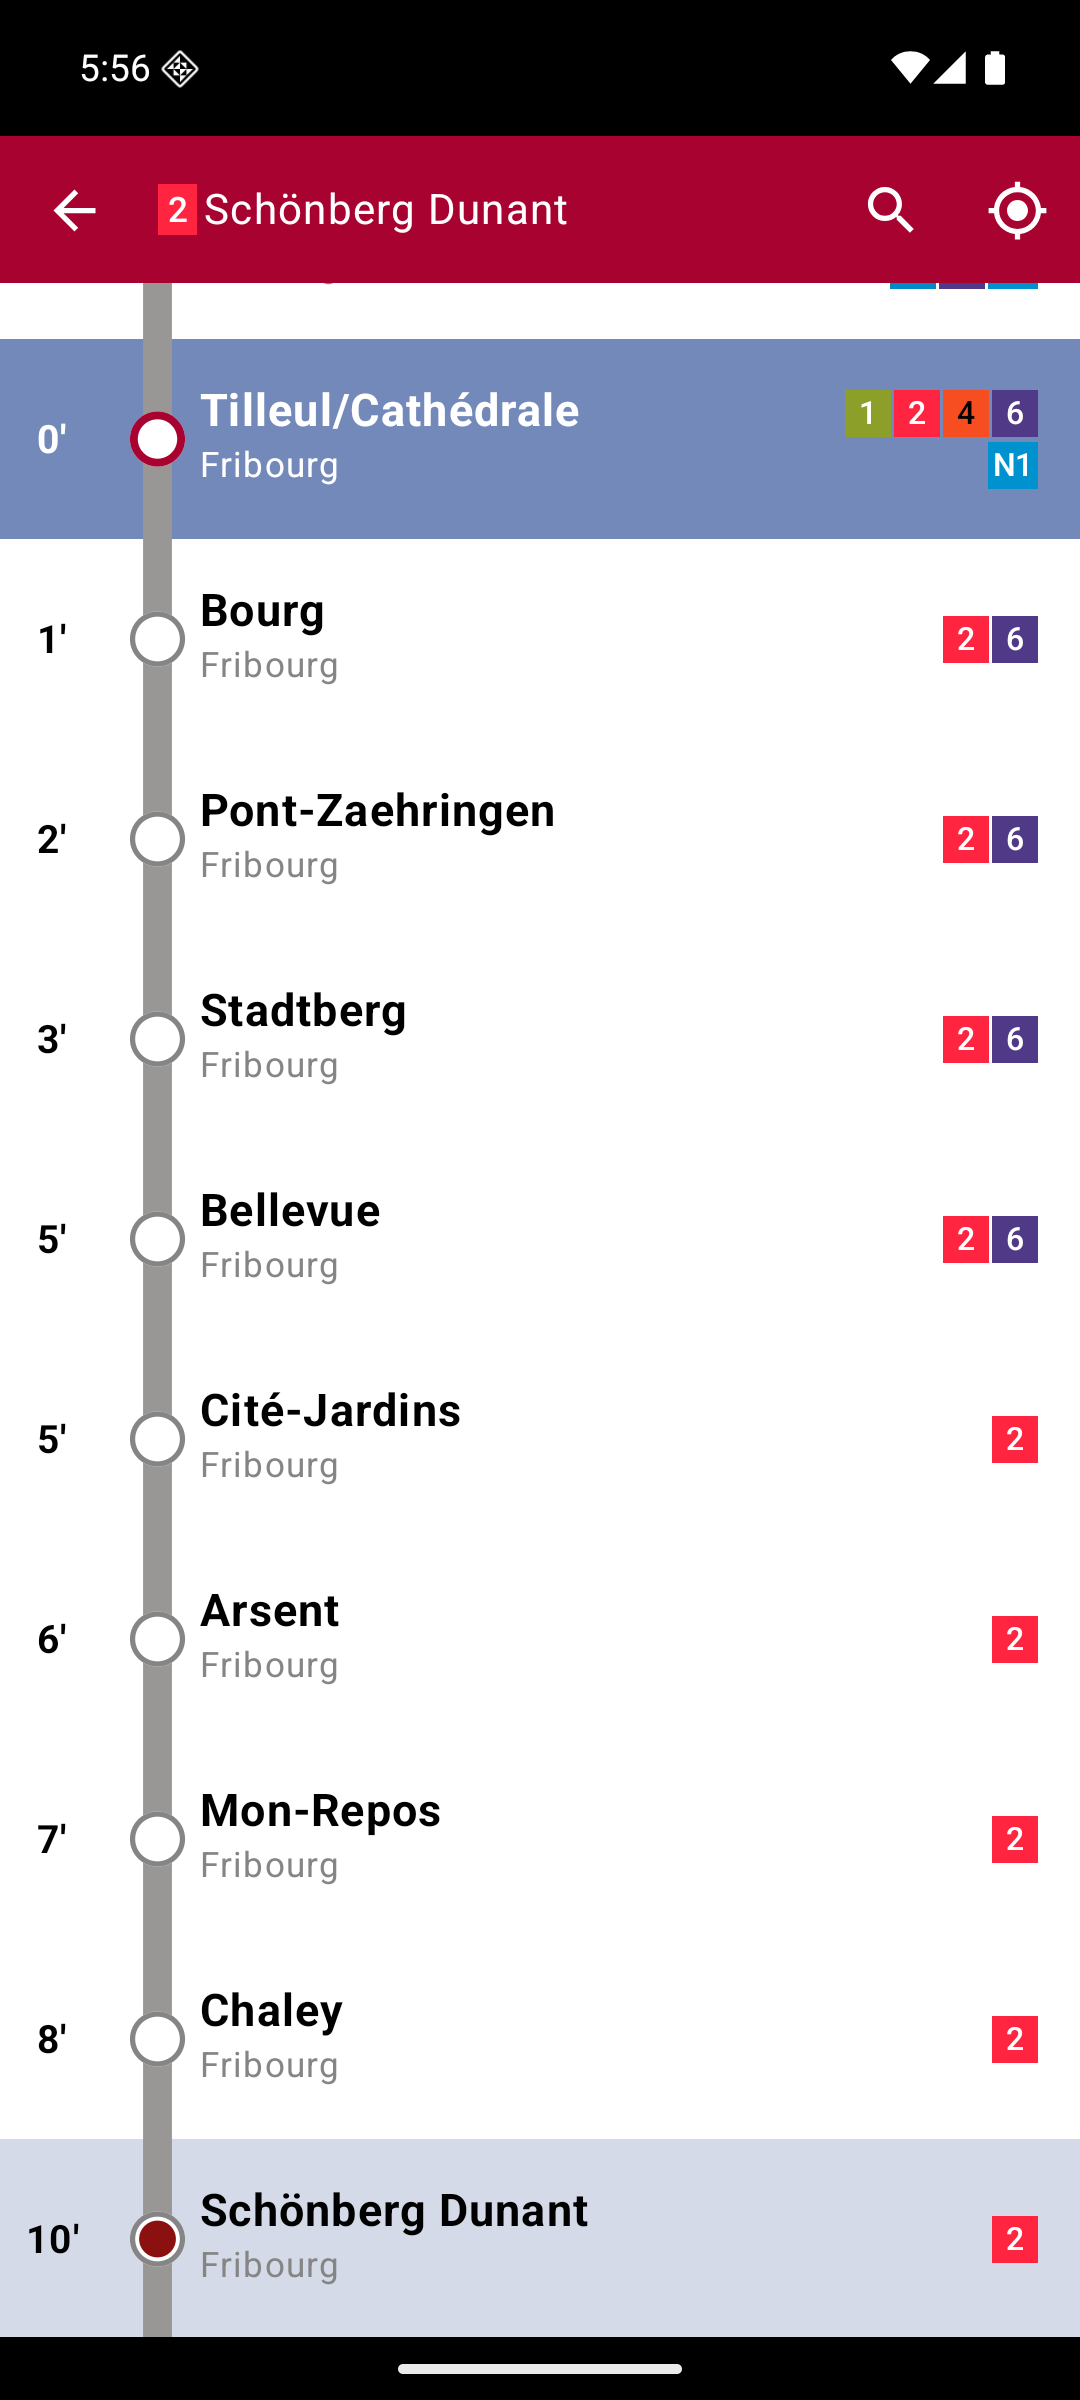 5:56
2 Schönberg Dunant
0' Tilleul/Cathédrale 1 2 4 6
Fribourg N1
1' Bourg 2 6
Fribourg
2' Pont-Zaehringen 2 6
Fribourg
3' Stadtberg 2 6
Fribourg
5' Bellevue 2 6
Fribourg
5' Cité-Jardins 2
Fribourg
6' Arsent 2
Fribourg
7' Mon-Repos 2
Fribourg
8' Chaley 2
Fribourg
10' Schönberg Dunant 2
Fribourg